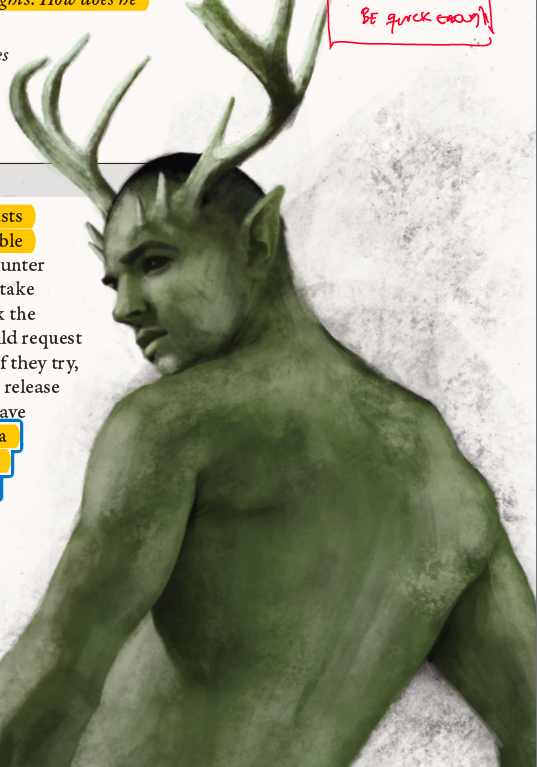 ghts. How does he
BE QUICK ENOUGH
es
sts
ble
unter
take
k the
ld request
f they try,
release
ave
a